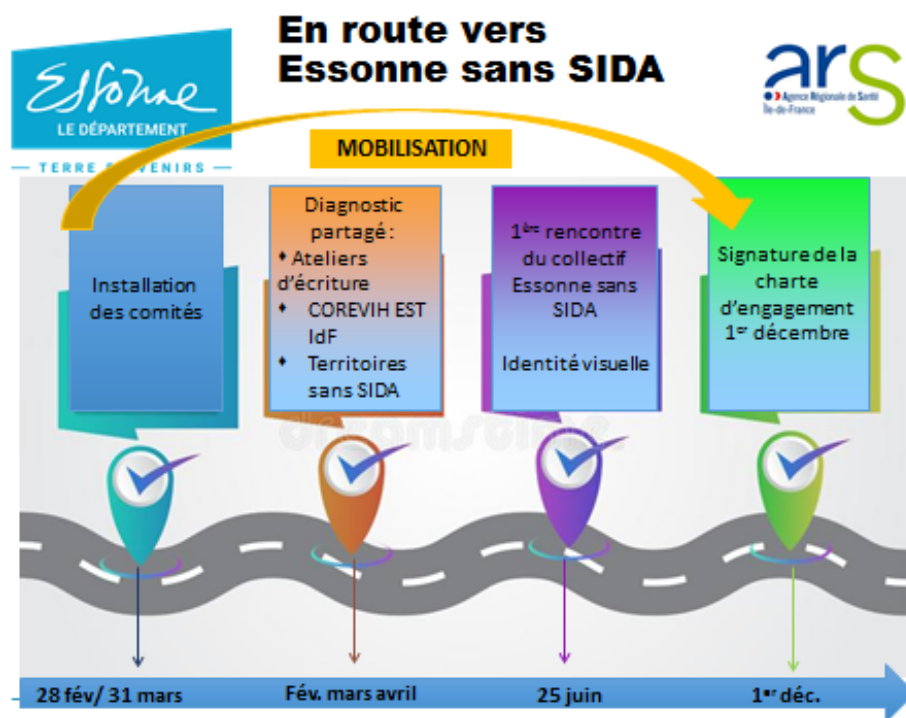 En route vers
Essonne sans SIDA
Essonne
LE DÉPARTEMENT
ars
Agence Régionale de Santé
Île-de-France
MOBILISATION
Installation
des comités
Diagnostic
partagé :
♦ Ateliers
d'écriture
♦ COREVIH EST
IdF
♦ Territoires
sans SIDA
1ère rencontre
du collectif
Essonne sans
SIDA
Identité visuelle
Signature de la
charte
d'engagement
1er décembre
dreamstime
28 fév/ 31 mars
Fév. mars avril
25 juin
1er déc.